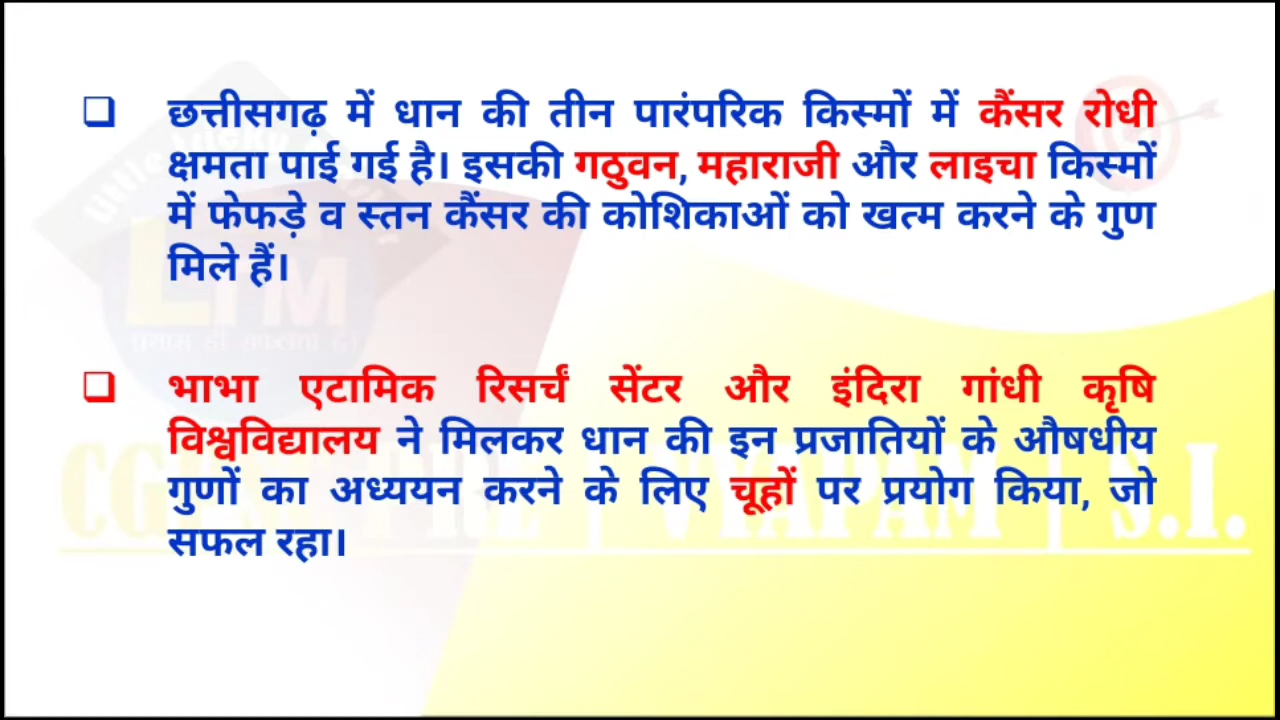 छत्तीसगढ़ में धान की तीन पारंपरिक किस्मों में कैंसर रोधी
क्षमता पाई गई है। इसकी गठुवन, महाराजी और लाइचा किस्मों
में फेफड़े व स्तन कैंसर की कोशिकाओं को खत्म करने के गुण
मिले हैं।
भाभा एटामिक रिसर्चं सेंटर और इंदिरा गांधी कृषि
विश्वविद्यालय ने मिलकर धान की इन प्रजातियों के औषधीय
गुणों का अध्ययन करने के लिए चूहों पर प्रयोग किया, जो
सफल रहा।